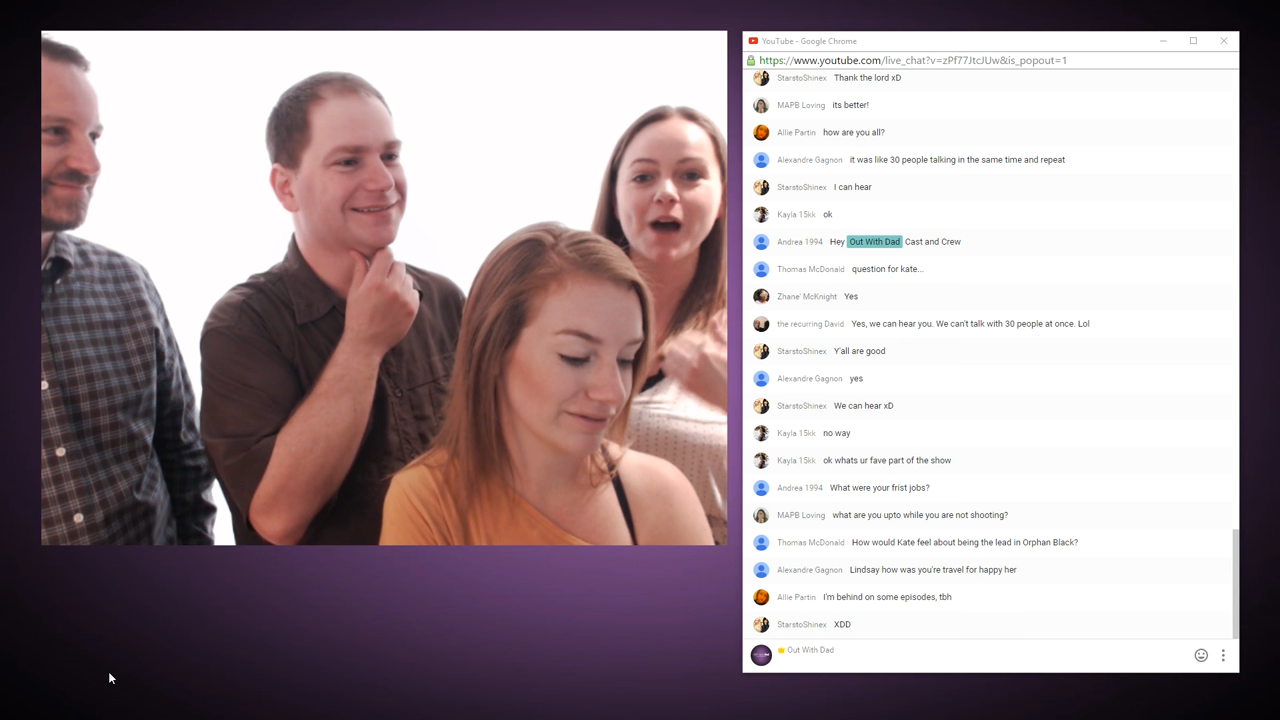 YouTube - Google Chrome
https://www.youtube.com/live_chat?v=zPf77JtcJUw&is_popout=1
StarstoShinex Thank the lord xD
MAPB Loving its better!
Allie Partin how are you all?
Alexandre Gagnon it was like 30 people talking in the same time and repeat
StarstoShinex I can hear
Kayla 15kk ok
Andrea 1994 Hey Out With Dad Cast and Crew
Thomas McDonald question for kate...
Zhane' McKnight Yes
the recurring David Yes, we can hear you. We can't talk with 30 people at once. Lol
StarstoShinex Y'all are good
Alexandre Gagnon yes
StarstoShinex We can hear xD
Kayla 15kk no way
Kayla 15kk ok whats ur fave part of the show
Andrea 1994 What were your frist jobs?
MAPB Loving what are you upto while you are not shooting?
Thomas McDonald How would Kate feel about being the lead in Orphan Black?
Alexandre Gagnon Lindsay how was you're travel for happy her
Allie Partin I'm behind on some episodes, tbh
StarstoShinex XDD
Out With Dad